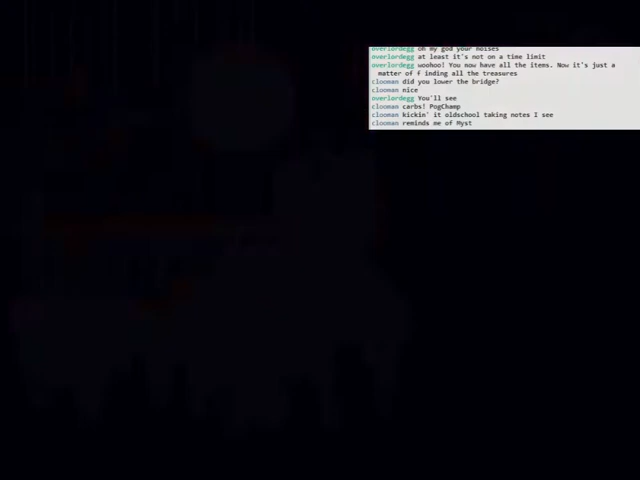 overlordegg oh my god your noises
overlordegg at least it's not on a time limit
overlordegg woohoo! You now have all the items. Now it's just a
matter of f inding all the treasures
clooman did you lower the bridge?
clooman nice
overlordegg You'll see
clooman carbs! PogChamp
clooman kickin' it oldschool taking notes I see
clooman reminds me of Myst